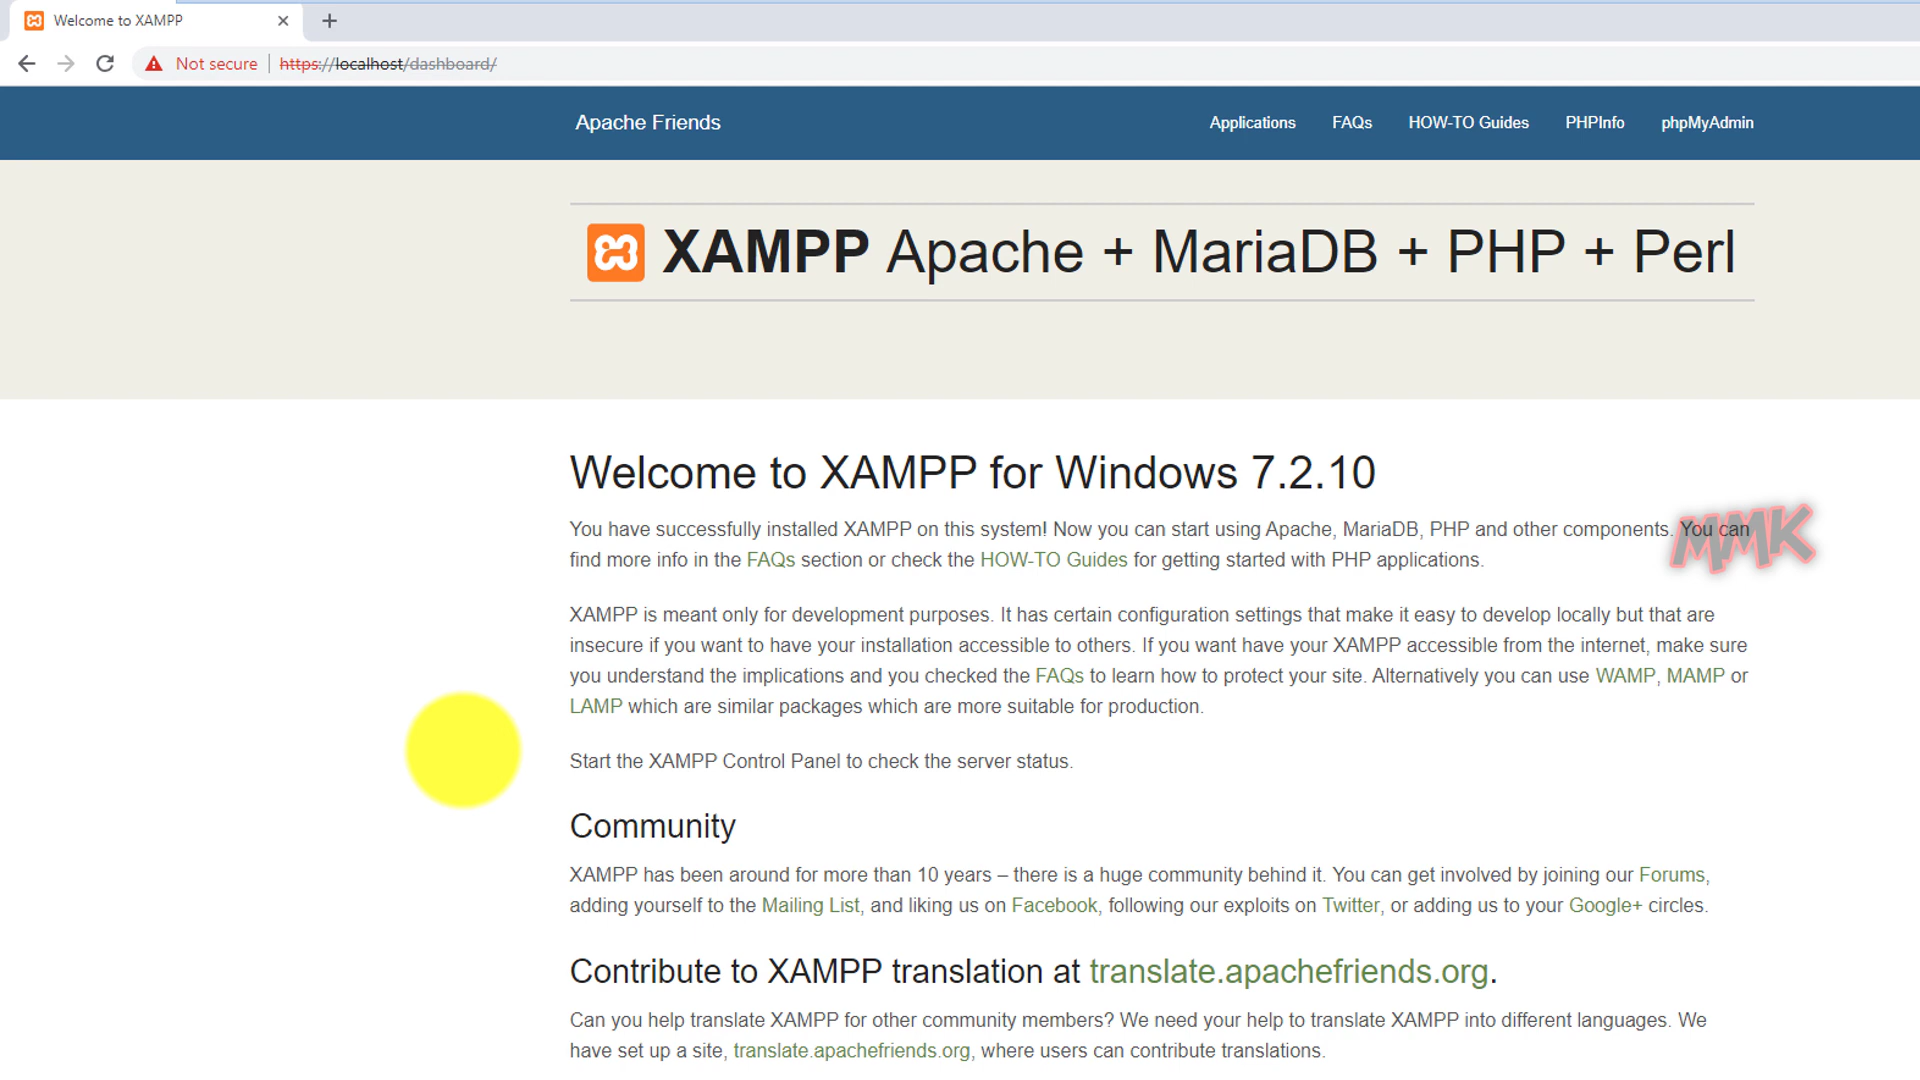 Welcome to XAMPP
Not secure
https://localhost/dashboard/
Apache Friends
Applications
FAQs
HOW-TO Guides
PHPInfo
phpMyAdmin
XAMPP Apache + MariaDB + PHP + Perl
Welcome to XAMPP for Windows 7.2.10
You have successfully installed XAMPP on this system! Now you can start using Apache, MariaDB, PHP and other components. You can
find more info in the FAQs section or check the HOW-TO Guides for getting started with PHP applications.
MMK
XAMPP is meant only for development purposes. It has certain configuration settings that make it easy to develop locally but that are
insecure if you want to have your installation accessible to others. If you want have your XAMPP accessible from the internet, make sure
you understand the implications and you checked the FAQs to learn how to protect your site. Alternatively you can use WAMP, MAMP or
LAMP which are similar packages which are more suitable for production.
Start the XAMPP Control Panel to check the server status.
Community
XAMPP has been around for more than 10 years – there is a huge community behind it. You can get involved by joining our Forums,
adding yourself to the Mailing List, and liking us on Facebook, following our exploits on Twitter, or adding us to your Google+ circles.
Contribute to XAMPP translation at translate.apachefriends.org.
Can you help translate XAMPP for other community members? We need your help to translate XAMPP into different languages. We
have set up a site, translate.apachefriends.org, where users can contribute translations.